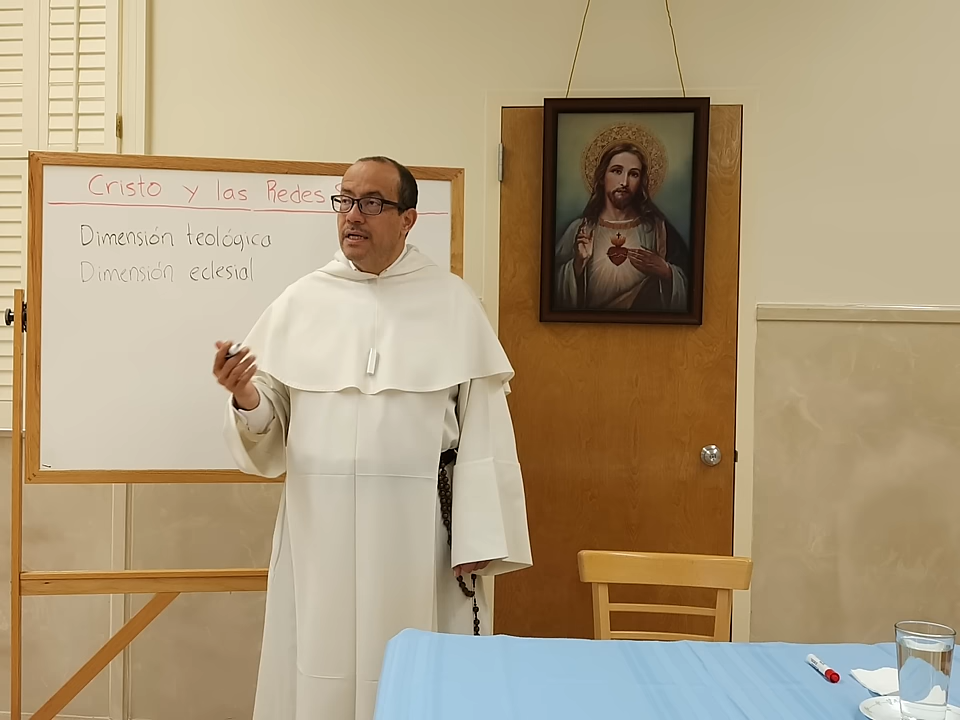 Cristo y las Redes
Dimensión teológica
Dimensión eclesial